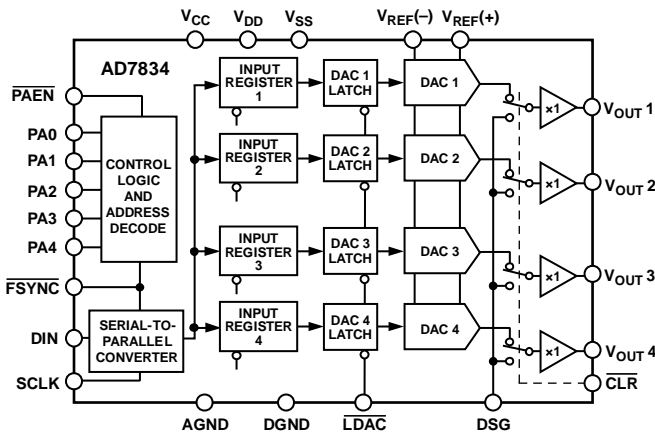 VCC VDD VSS VREF(–) VREF(+)
AD7834
PAEN
PA0
PA1
PA2
PA3
PA4
FSYNC
DIN
SCLK
CONTROL
LOGIC
AND
ADDRESS
DECODE
SERIAL-TO-
PARALLEL
CONVERTER
INPUT
REGISTER
1
DAC 1
LATCH
DAC 1
×1
VOUT 1
INPUT
REGISTER
2
DAC 2
LATCH
DAC 2
×1
VOUT 2
INPUT
REGISTER
3
DAC 3
LATCH
DAC 3
×1
VOUT 3
INPUT
REGISTER
4
DAC 4
LATCH
DAC 4
×1
VOUT 4
CLR
AGND DGND LDAC DSG